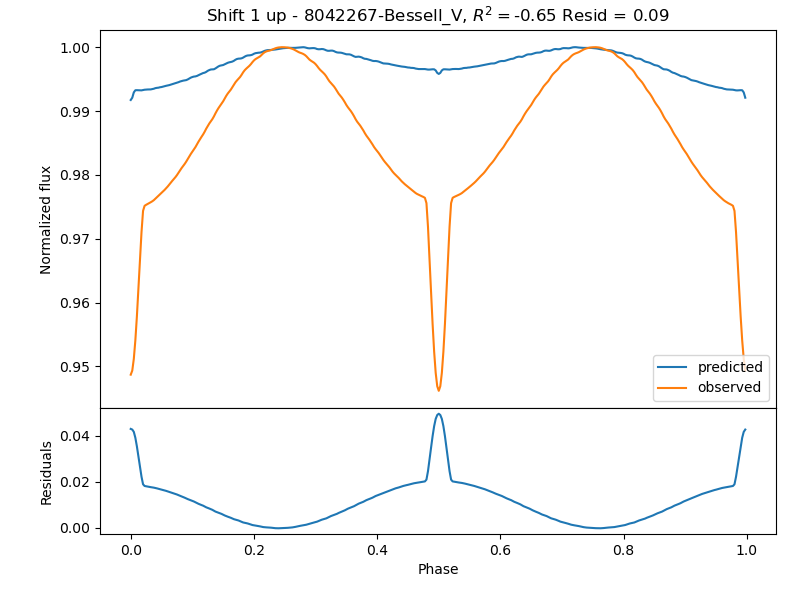 Shift 1 up - 8042267-Bessell_V, R² = -0.65 Resid = 0.09
Normalized flux
1.00
0.99
0.98
0.97
0.96
0.95
predicted
observed
Residuals
0.04
0.02
0.00
0.0 0.2 0.4 0.6 0.8 1.0
Phase